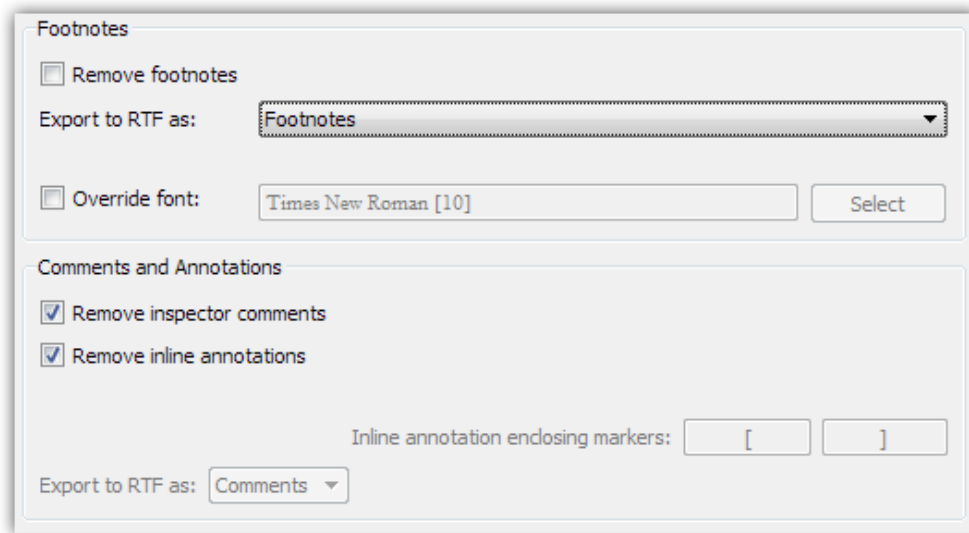 Footnotes
Remove footnotes
Export to RTF as: Footnotes
Override font: Times New Roman [10] Select
Comments and Annotations
Remove inspector comments
Remove inline annotations
Inline annotation enclosing markers: [ ]
Export to RTF as: Comments